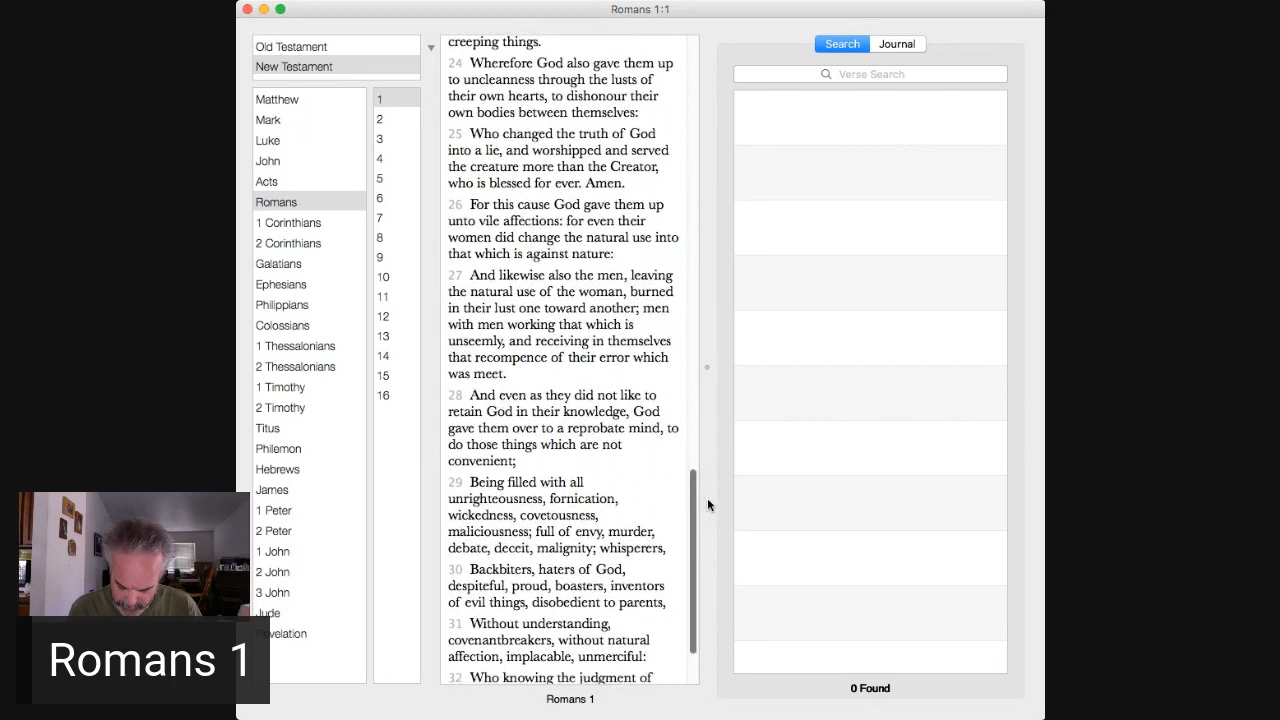 Romans 1:1
Old Testament
New Testament
Matthew
Mark
Luke
John
Acts
Romans
1 Corinthians
2 Corinthians
Galatians
Ephesians
Philippians
Colossians
1 Thessalonians
2 Thessalonians
1 Timothy
2 Timothy
Titus
Philemon
Hebrews
James
1 Peter
2 Peter
1 John
2 John
3 John
Jude
Revelation
1
2
3
4
5
6
7
8
9
10
11
12
13
14
15
16
creeping things.
24 Wherefore God also gave them up
to uncleanness through the lusts of
their own hearts, to dishonour their
own bodies between themselves:
25 Who changed the truth of God
into a lie, and worshipped and served
the creature more than the Creator,
who is blessed for ever. Amen.
26 For this cause God gave them up
unto vile affections: for even their
women did change the natural use into
that which is against nature:
27 And likewise also the men, leaving
the natural use of the woman, burned
in their lust one toward another; men
with men working that which is
unseemly, and receiving in themselves
that recompence of their error which
was meet.
28 And even as they did not like to
retain God in their knowledge, God
gave them over to a reprobate mind, to
do those things which are not
convenient;
29 Being filled with all
unrighteousness, fornication,
wickedness, covetousness,
maliciousness; full of envy, murder,
debate, deceit, malignity; whisperers,
30 Backbiters, haters of God,
despiteful, proud, boasters, inventors
of evil things, disobedient to parents,
31 Without understanding,
covenantbreakers, without natural
affection, implacable, unmerciful:
32 Who knowing the judgment of
Romans 1
Search
Journal
Verse Search
0 Found
Romans 1